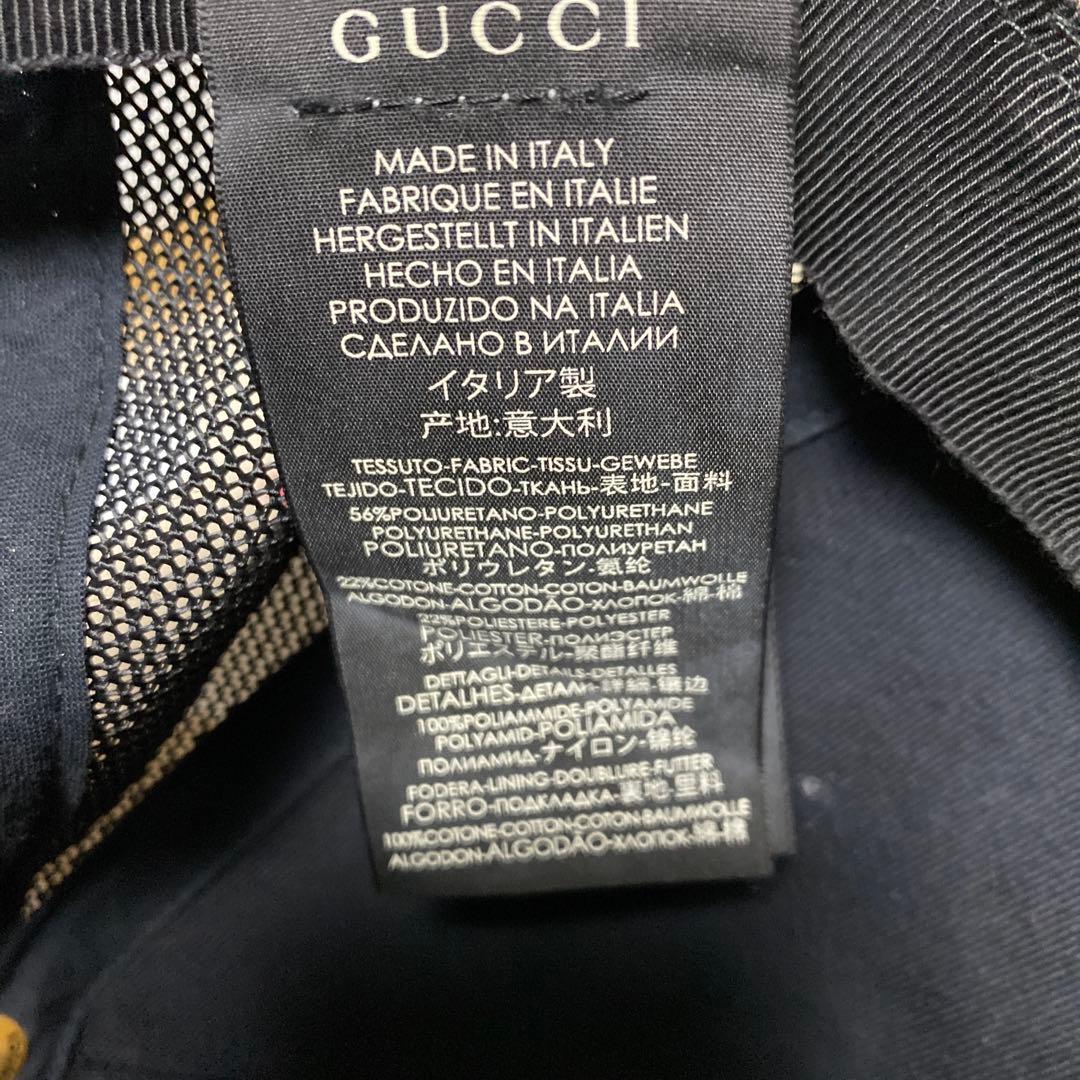 GUCCI
MADE IN ITALY
FABRIQUE EN ITALIE
HERGESTELLT IN ITALIEN
HECHO EN ITALIA
PRODUZIDO NA ITALIA
СДЕЛАНО В ИТАЛИИ
イタリア製
产地:意大利
TESSUTO-FABRIC-TISSU-GEWEBE
TEJIDO-TECIDO-ТКАНЬ-表地-面料
56%POLIURETANO-POLYURETHANE
POLYURETHANE-POLYURETHAN
POLIURETANO-ПОЛИУРЕТАН
ポリウレタン-氨纶
22%COTONE-COTTON-COTON-BAUMWOLLE
ALGODON-ALGODÃO-ХЛОПОК-綿-棉
22%POLIESTERE-POLYESTER
POLIESTER-ПОЛИЭСТЕР
ポリエステル-聚酯纤维
DETTAGLI-DETAILS-DETALLES
DETALHES-ДЕТАЛИ-詳細-镶边
100%POLIAMMIDE-POLYAMIDE
POLYAMID-POLIAMIDA
ПОЛИАМИД-ナイロン-锦纶
FODERA-LINING-DOUBLURE-FUTTER
FORRO-ПОДКЛАДКА-裏地-里料
100%COTONE-COTTON-COTON-BAUMWOLLE
ALGODON-ALGODÃO-ХЛОПОК-綿-棉